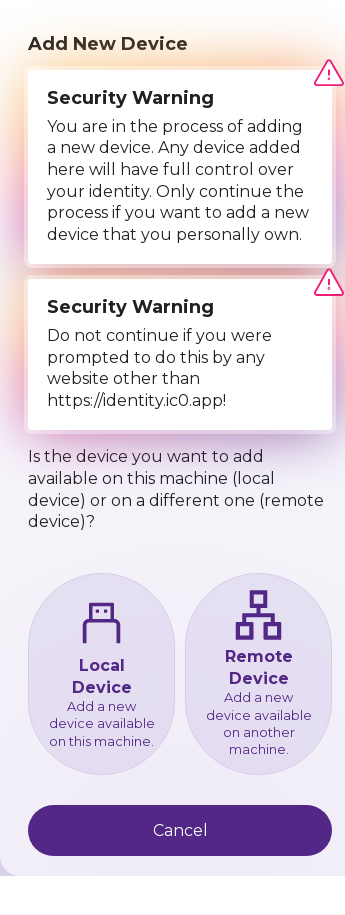 Add New Device
Security Warning
You are in the process of adding
a new device. Any device added
here will have full control over
your identity. Only continue the
process if you want to add a new
device that you personally own.
Security Warning
Do not continue if you were
prompted to do this by any
website other than
https://identity.ic0.app!
Is the device you want to add
available on this machine (local
device) or on a different one (remote
device)?
Local
Device
Add a new
device available
on this machine.
Remote
Device
Add a new
device available
on another
machine.
Cancel